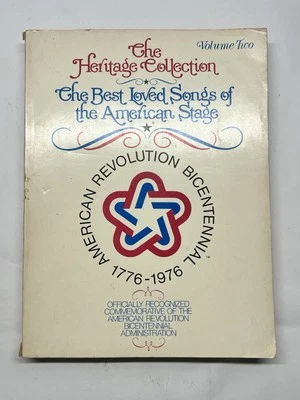 The
Heritage Collection
Volume Two
The Best Loved Songs of
the American Stage
AMERICAN REVOLUTION BICENTENNIAL™
1776-1976
OFFICIALLY RECOGNIZED
COMMEMORATIVE OF THE
AMERICAN REVOLUTION
BICENTENNIAL
ADMINISTRATION